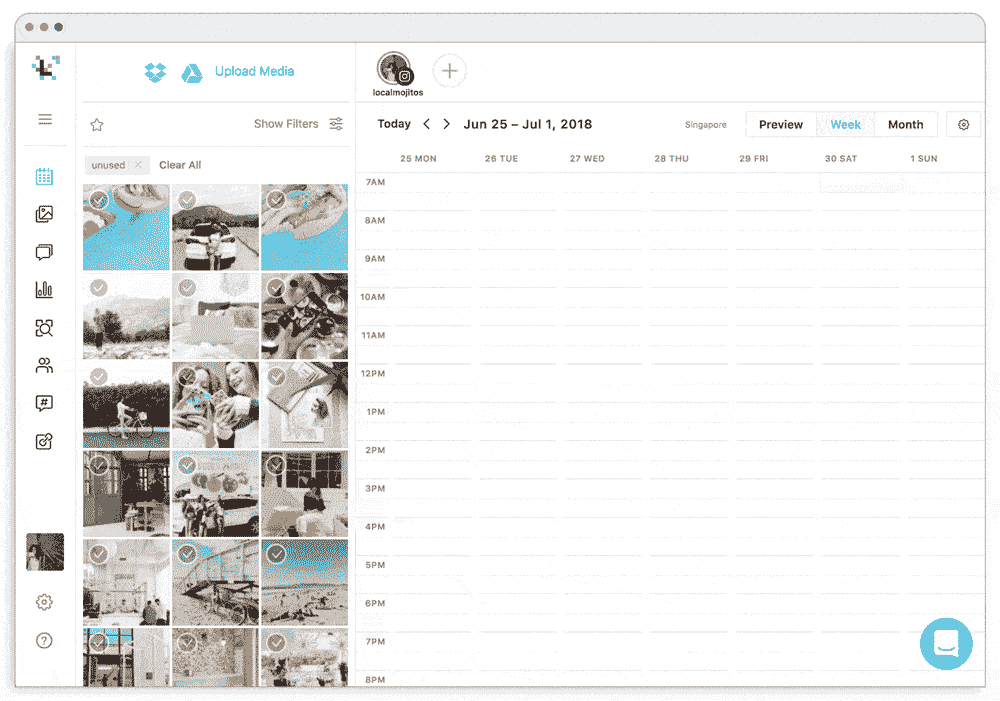 Upload Media
localmojitos
Show Filters
Today Jun 25 – Jul 1, 2018 Singapore Preview Week Month
unused Clear All
25 MON 26 TUE 27 WED 28 THU 29 FRI 30 SAT 1 SUN
7AM
8AM
9AM
10AM
11AM
12PM
1PM
2PM
3PM
4PM
5PM
6PM
7PM
8PM